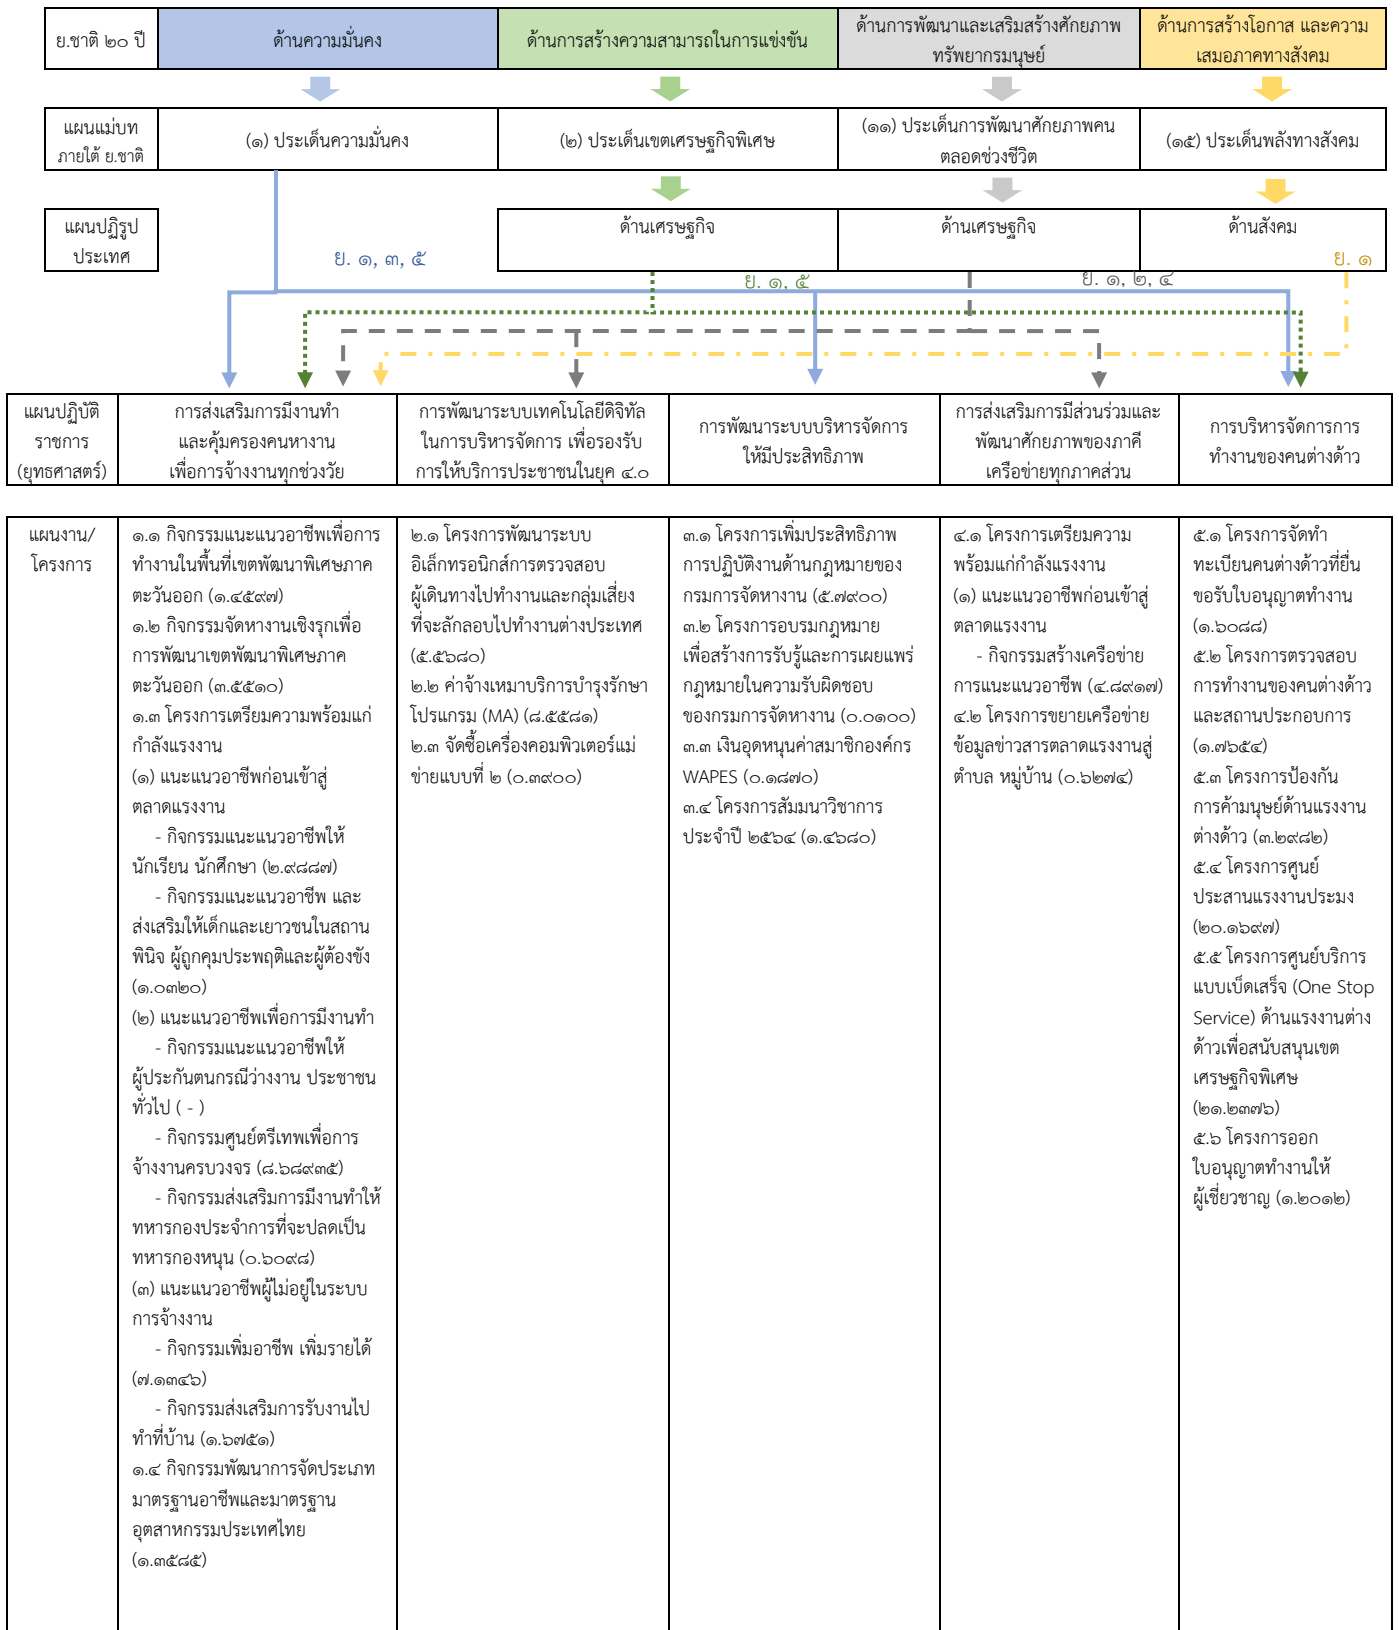 ย.ชาติ ๒๐ ปี
ด้านความมั่นคง
ด้านการสร้างความสามารถในการแข่งขัน
ด้านการพัฒนาและเสริมสร้างศักยภาพ
ทรัพยากรมนุษย์
ด้านการสร้างโอกาส และความ
เสมอภาคทางสังคม
แผนแม่บท
ภายใต้ ย.ชาติ
(๑) ประเด็นความมั่นคง
(๒) ประเด็นเขตเศรษฐกิจพิเศษ
(๑๑) ประเด็นการพัฒนาศักยภาพคน
ตลอดช่วงชีวิต
(๑๕) ประเด็นพลังทางสังคม
แผนปฏิรูป
ประเทศ
ด้านเศรษฐกิจ
ด้านเศรษฐกิจ
ด้านสังคม
ย. ๑, ๓, ๕
ย. ๑, ๕
ย. ๑, ๒, ๔
ย. ๑
แผนปฏิบัติ
ราชการ
(ยุทธศาสตร์)
การส่งเสริมการมีงานทำ
และคุ้มครองคนหางาน
เพื่อการจ้างงานทุกช่วงวัย
การพัฒนาระบบเทคโนโลยีดิจิทัล
ในการบริหารจัดการ เพื่อรองรับ
การให้บริการประชาชนในยุค ๔.๐
การพัฒนาระบบบริหารจัดการ
ให้มีประสิทธิภาพ
การส่งเสริมการมีส่วนร่วมและ
พัฒนาศักยภาพของภาคี
เครือข่ายทุกภาคส่วน
การบริหารจัดการการ
ทำงานของคนต่างด้าว
แผนงาน/
โครงการ
๑.๑ กิจกรรมแนะแนวอาชีพเพื่อการ
ทำงานในพื้นที่เขตพัฒนาพิเศษภาค
ตะวันออก (๑.๔๕๙๗)
๑.๒ กิจกรรมจัดหางานเชิงรุกเพื่อ
การพัฒนาเขตพัฒนาพิเศษภาค
ตะวันออก (๓.๕๕๑๐)
๑.๓ โครงการเตรียมความพร้อมแก่
กำลังแรงงาน
(๑) แนะแนวอาชีพก่อนเข้าสู่
ตลาดแรงงาน
- กิจกรรมแนะแนวอาชีพให้
นักเรียน นักศึกษา (๒.๙๘๘๗)
- กิจกรรมแนะแนวอาชีพ และ
ส่งเสริมให้เด็กและเยาวชนในสถาน
พินิจ ผู้ถูกคุมประพฤติและผู้ต้องขัง
(๑.๐๓๒๐)
(๒) แนะแนวอาชีพเพื่อการมีงานทำ
- กิจกรรมแนะแนวอาชีพให้
ผู้ประกันตนกรณีว่างงาน ประชาชน
ทั่วไป ( - )
- กิจกรรมศูนย์ตรีเทพเพื่อการ
จ้างงานครบวงจร (๘.๖๘๙๓๕)
- กิจกรรมส่งเสริมการมีงานทำให้
ทหารกองประจำการที่จะปลดเป็น
ทหารกองหนุน (๐.๖๐๙๘)
(๓) แนะแนวอาชีพผู้ไม่อยู่ในระบบ
การจ้างงาน
- กิจกรรมเพิ่มอาชีพ เพิ่มรายได้
(๗.๑๓๔๖)
- กิจกรรมส่งเสริมการรับงานไป
ทำที่บ้าน (๑.๖๗๕๑)
๑.๔ กิจกรรมพัฒนาการจัดประเภท
มาตรฐานอาชีพและมาตรฐาน
อุตสาหกรรมประเทศไทย
(๑.๓๕๘๕)
๒.๑ โครงการพัฒนาระบบ
อิเล็กทรอนิกส์การตรวจสอบ
ผู้เดินทางไปทำงานและกลุ่มเสี่ยง
ที่จะลักลอบไปทำงานต่างประเทศ
(๕.๕๖๘๐)
๒.๒ ค่าจ้างเหมาบริการบำรุงรักษา
โปรแกรม (MA) (๘.๕๕๘๑)
๒.๓ จัดซื้อเครื่องคอมพิวเตอร์แม่
ข่ายแบบที่ ๒ (๐.๓๙๐๐)
๓.๑ โครงการเพิ่มประสิทธิภาพ
การปฏิบัติงานด้านกฎหมายของ
กรมการจัดหางาน (๕.๗๙๐๐)
๓.๒ โครงการอบรมกฎหมาย
เพื่อสร้างการรับรู้และการเผยแพร่
กฎหมายในความรับผิดชอบ
ของกรมการจัดหางาน (๐.๐๑๐๐)
๓.๓ เงินอุดหนุนค่าสมาชิกองค์กร
WAPES (๐.๑๘๗๐)
๓.๔ โครงการสัมมนาวิชาการ
ประจำปี ๒๕๖๔ (๑.๔๖๘๐)
๔.๑ โครงการเตรียมความ
พร้อมแก่กำลังแรงงาน
(๑) แนะแนวอาชีพก่อนเข้าสู่
ตลาดแรงงาน
- กิจกรรมสร้างเครือข่าย
การแนะแนวอาชีพ (๔.๘๙๑๗)
๔.๒ โครงการขยายเครือข่าย
ข้อมูลข่าวสารตลาดแรงงานสู่
ตำบล หมู่บ้าน (๐.๖๒๗๔)
๕.๑ โครงการจัดทำ
ทะเบียนคนต่างด้าวที่ยื่น
ขอรับใบอนุญาตทำงาน
(๑.๖๐๘๘)
๕.๒ โครงการตรวจสอบ
การทำงานของคนต่างด้าว
และสถานประกอบการ
(๑.๗๖๕๔)
๕.๓ โครงการป้องกัน
การค้ามนุษย์ด้านแรงงาน
ต่างด้าว (๓.๒๙๘๒)
๕.๔ โครงการศูนย์
ประสานแรงงานประมง
(๒๐.๑๖๙๗)
๕.๕ โครงการศูนย์บริการ
แบบเบ็ดเสร็จ (One Stop
Service) ด้านแรงงานต่าง
ด้าวเพื่อสนับสนุนเขต
เศรษฐกิจพิเศษ
(๒๑.๒๓๗๖)
๕.๖ โครงการออก
ใบอนุญาตทำงานให้
ผู้เชี่ยวชาญ (๑.๒๐๑๒)